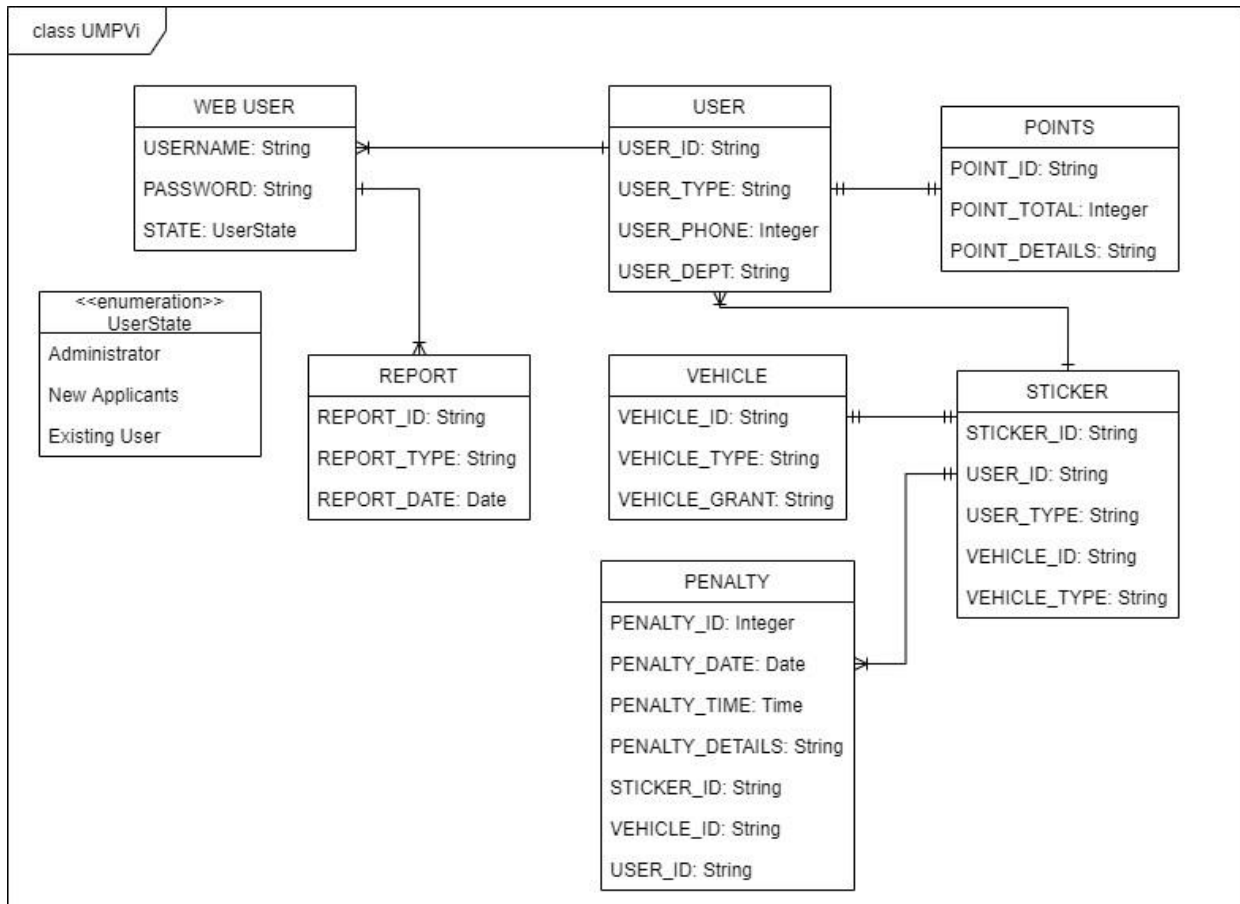 class UMPVi
WEB USER
USERNAME: String
PASSWORD: String
STATE: UserState
USER
USER_ID: String
USER_TYPE: String
USER_PHONE: Integer
USER_DEPT: String
POINTS
POINT_ID: String
POINT_TOTAL: Integer
POINT_DETAILS: String
<<enumeration>>
UserState
Administrator
New Applicants
Existing User
REPORT
REPORT_ID: String
REPORT_TYPE: String
REPORT_DATE: Date
VEHICLE
VEHICLE_ID: String
VEHICLE_TYPE: String
VEHICLE_GRANT: String
STICKER
STICKER_ID: String
USER_ID: String
USER_TYPE: String
VEHICLE_ID: String
VEHICLE_TYPE: String
PENALTY
PENALTY_ID: Integer
PENALTY_DATE: Date
PENALTY_TIME: Time
PENALTY_DETAILS: String
STICKER_ID: String
VEHICLE_ID: String
USER_ID: String